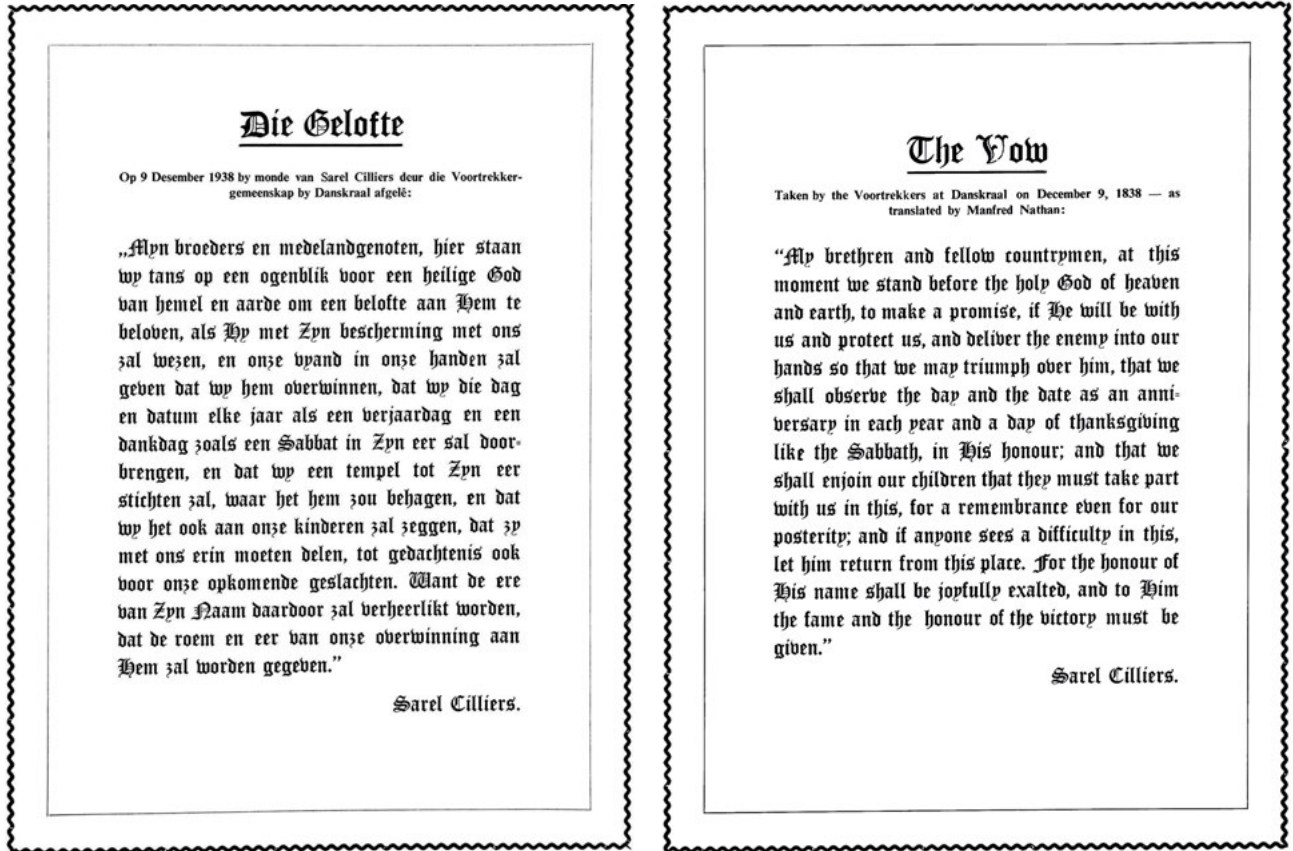 Die Gelofte
Op 9 Desember 1938 by monde van Sarel Cilliers deur die Voortrekker-
gemeenskap by Danskraal afgelê:
„Myn broeders en medelandgenoten, hier staan
wy tans op een ogenblik voor een heilige God
van hemel en aarde om een belofte aan Hem te
beloven, als Hy met Zyn bescherming met ons
zal wezen, en onze vyand in onze handen zal
geven dat wy hem overwinnen, dat wy die dag
en datum elke jaar als een verjaardag en een
dankdag zoals een Sabbat in Zyn eer sal door-
brengen, en dat wy een tempel tot Zyn eer
stichten zal, waar het hem zou behagen, en dat
wy het ook aan onze kinderen zal zeggen, dat zy
met ons erin moeten delen, tot gedachtenis ook
voor onze opkomende geslachten. Want de ere
van Zyn Naam daardoor zal verheerlikt worden,
dat de roem en eer van onze overwinning aan
Hem zal worden gegeven.”
Sarel Cilliers.
The Vow
Taken by the Voortrekkers at Danskraal on December 9, 1838 — as
translated by Manfred Nathan:
“My brethren and fellow countrymen, at this
moment we stand before the holy God of heaven
and earth, to make a promise, if He will be with
us and protect us, and deliver the enemy into our
hands so that we may triumph over him, that we
shall observe the day and the date as an anni-
versary in each year and a day of thanksgiving
like the Sabbath, in His honour; and that we
shall enjoin our children that they must take part
with us in this, for a remembrance even for our
posterity; and if anyone sees a difficulty in this,
let him return from this place. For the honour of
His name shall be joyfully exalted, and to Him
the fame and the honour of the victory must be
given.”
Sarel Cilliers.